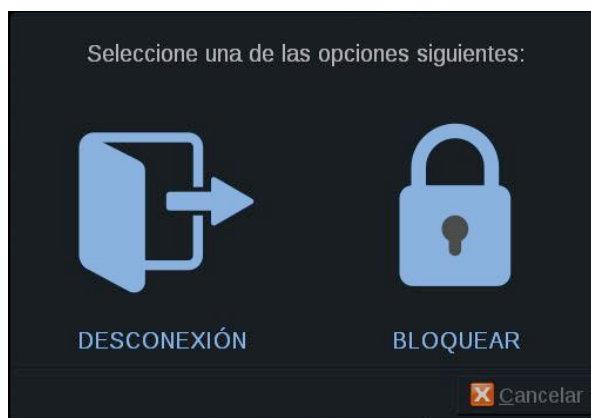 Seleccione una de las opciones siguientes:
DESCONEXIÓN
BLOQUEAR
Cancelar